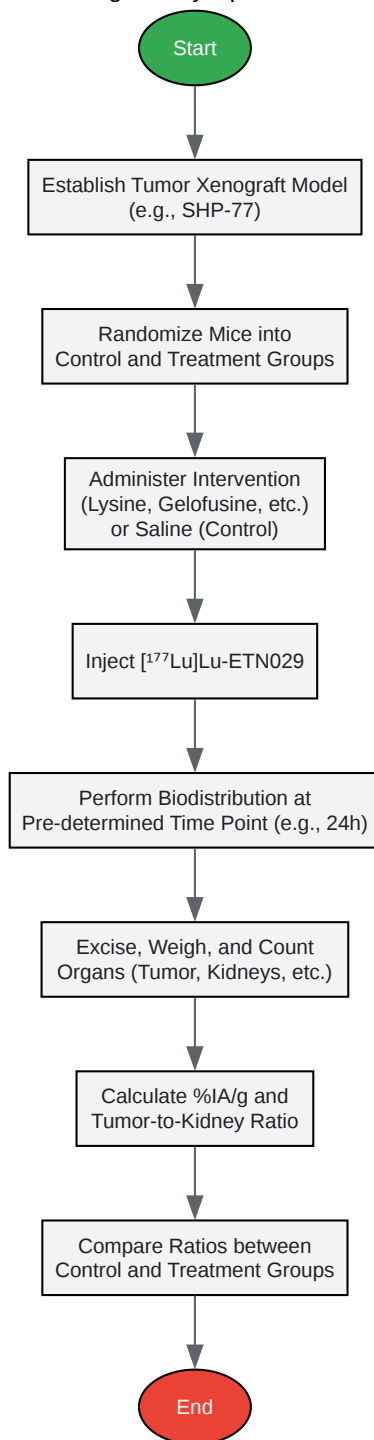 Start
Establish Tumor Xenograft Model
(e.g., SHP-77)
Randomize Mice into
Control and Treatment Groups
Administer Intervention
(Lysine, Gelofusine, etc.)
or Saline (Control)
Inject [¹⁷⁷Lu]Lu-ETN029
Perform Biodistribution at
Pre-determined Time Point (e.g., 24h)
Excise, Weigh, and Count
Organs (Tumor, Kidneys, etc.)
Calculate %IA/g and
Tumor-to-Kidney Ratio
Compare Ratios between
Control and Treatment Groups
End